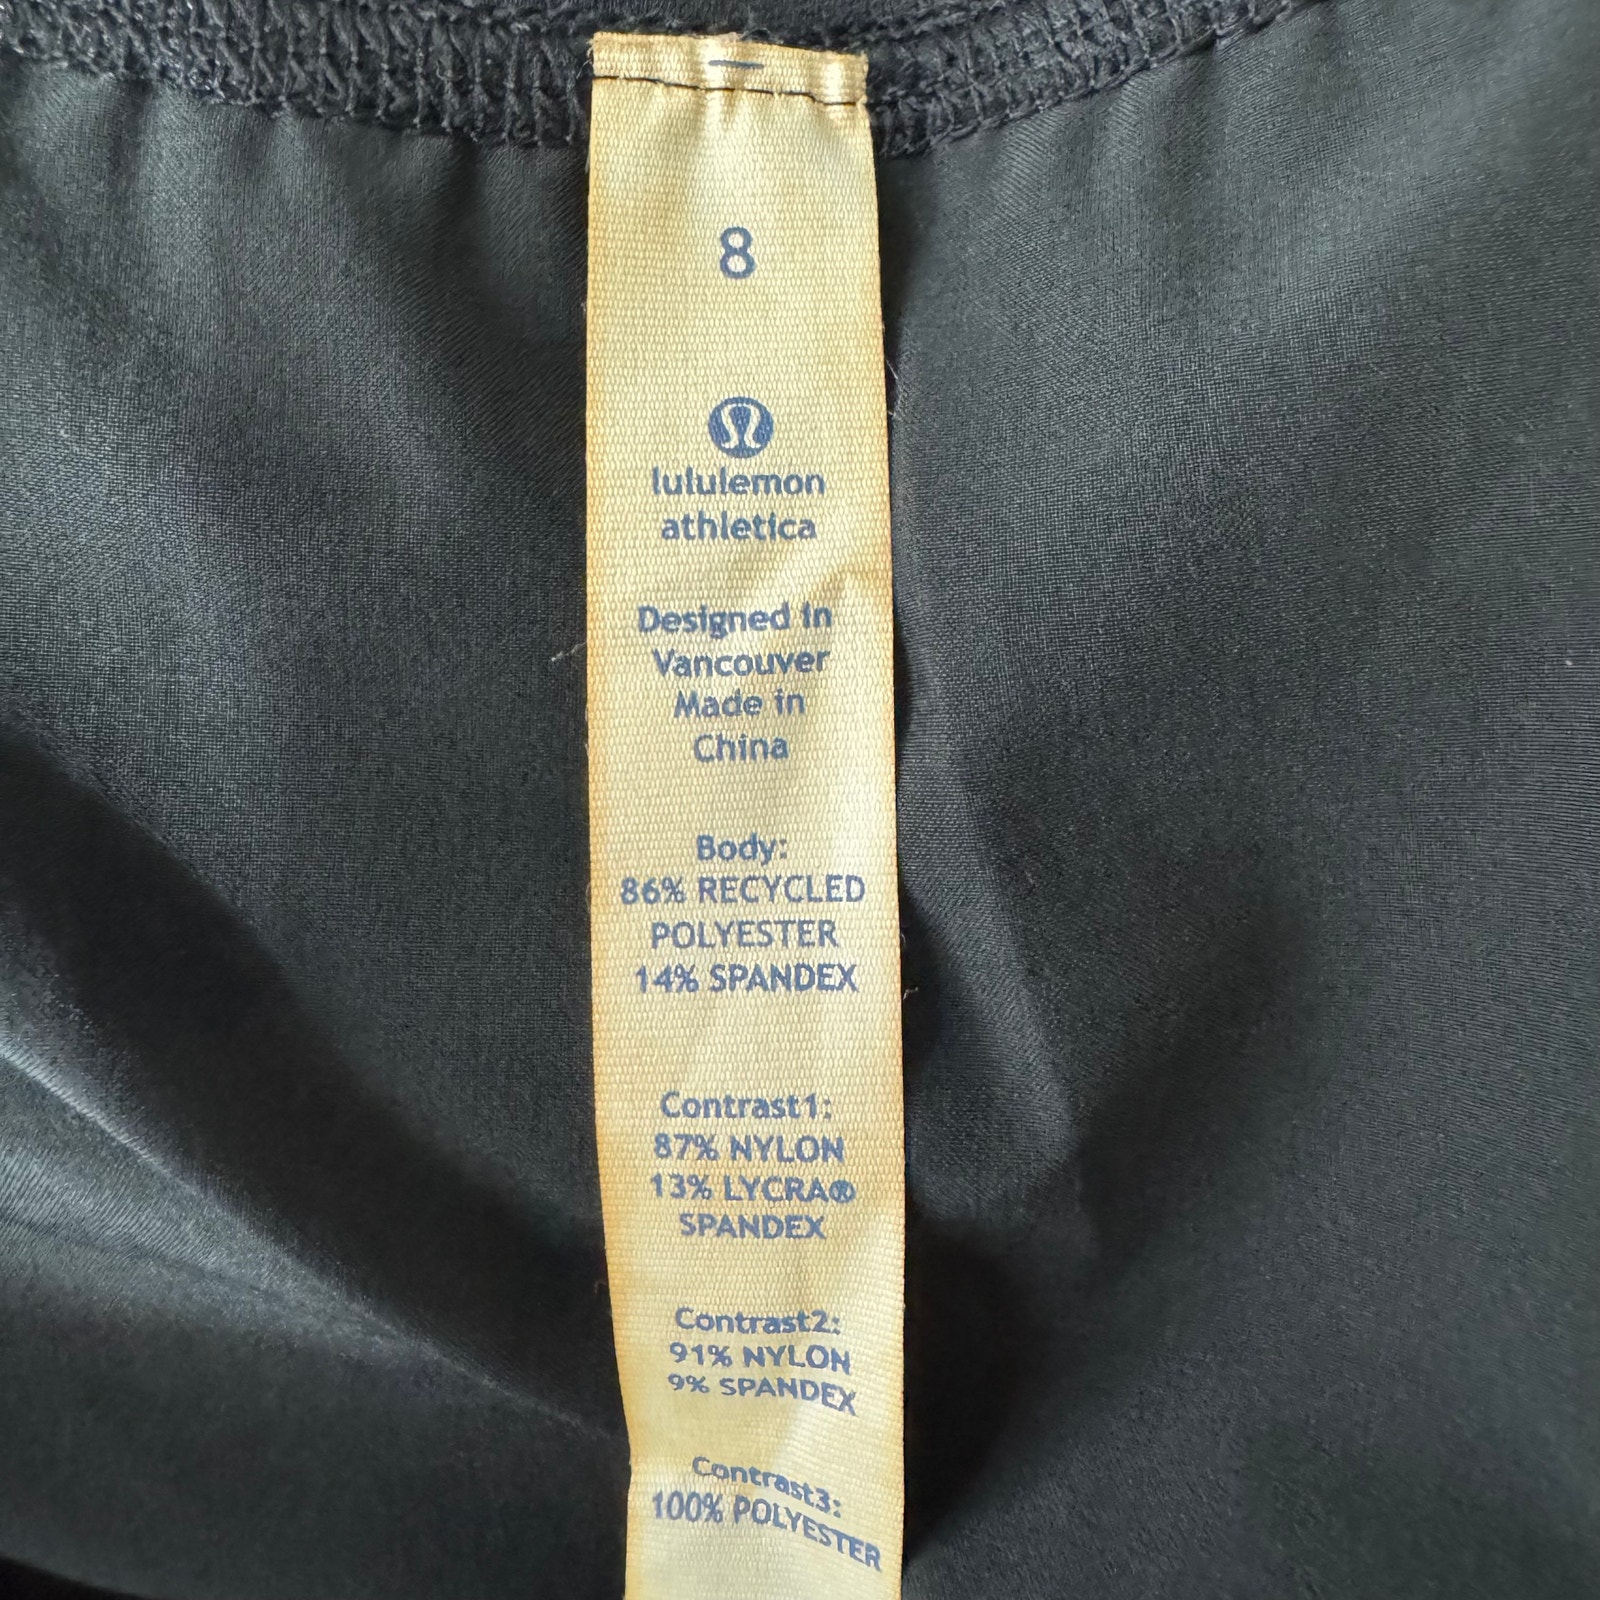 8
lululemon
athletica
Designed in
Vancouver
Made in
China
Body:
86% RECYCLED
POLYESTER
14% SPANDEX
Contrast1:
87% NYLON
13% LYCRA®
SPANDEX
Contrast2:
91% NYLON
9% SPANDEX
Contrast3:
100% POLYESTER